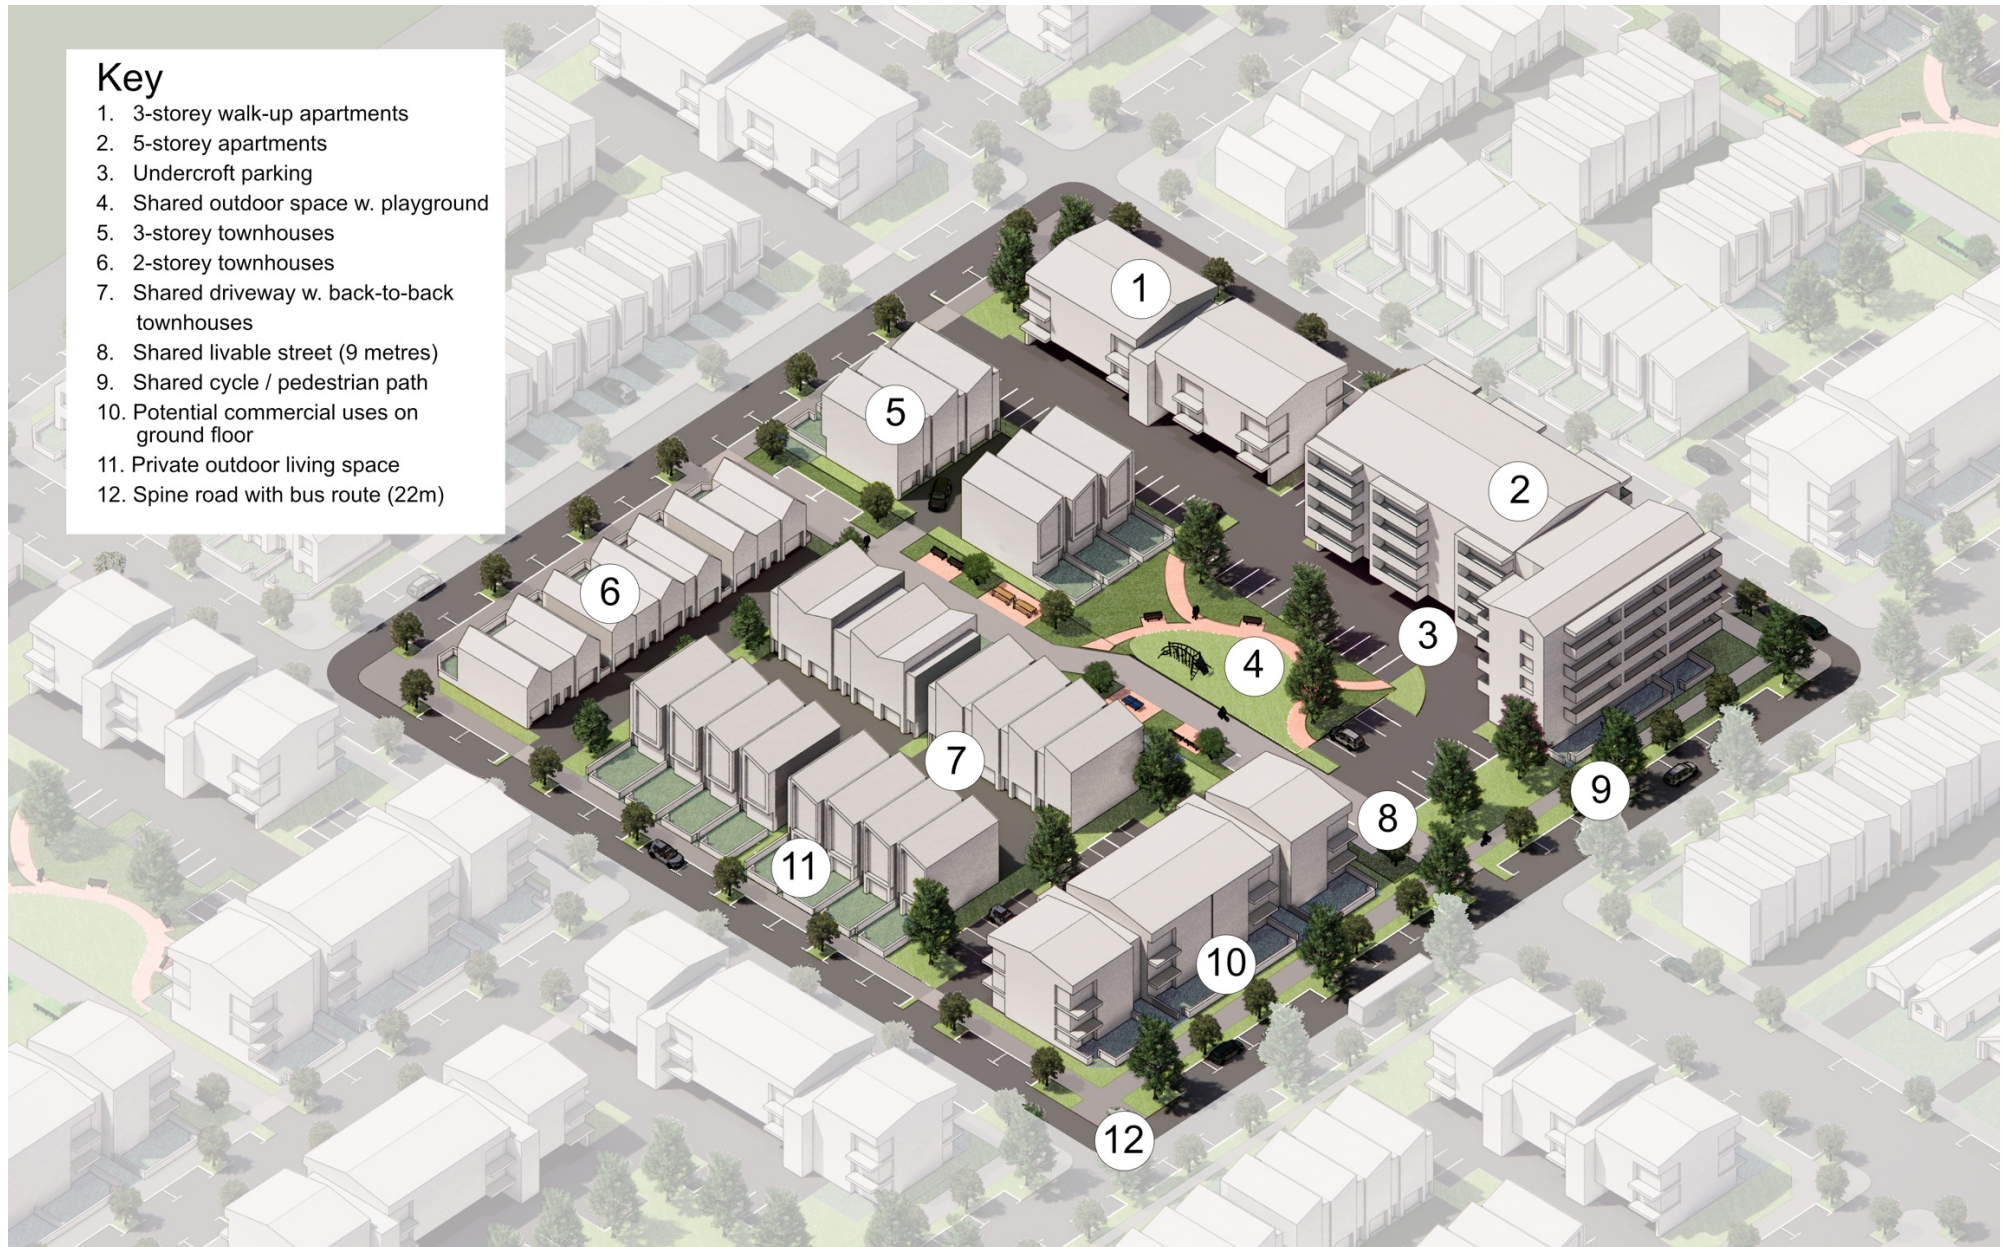 Key
1. 3-storey walk-up apartments
2. 5-storey apartments
3. Undercroft parking
4. Shared outdoor space w. playground
5. 3-storey townhouses
6. 2-storey townhouses
7. Shared driveway w. back-to-back
townhouses
8. Shared livable street (9 metres)
9. Shared cycle / pedestrian path
10. Potential commercial uses on
ground floor
11. Private outdoor living space
12. Spine road with bus route (22m)
1
2
3
4
5
6
7
8
9
10
11
12